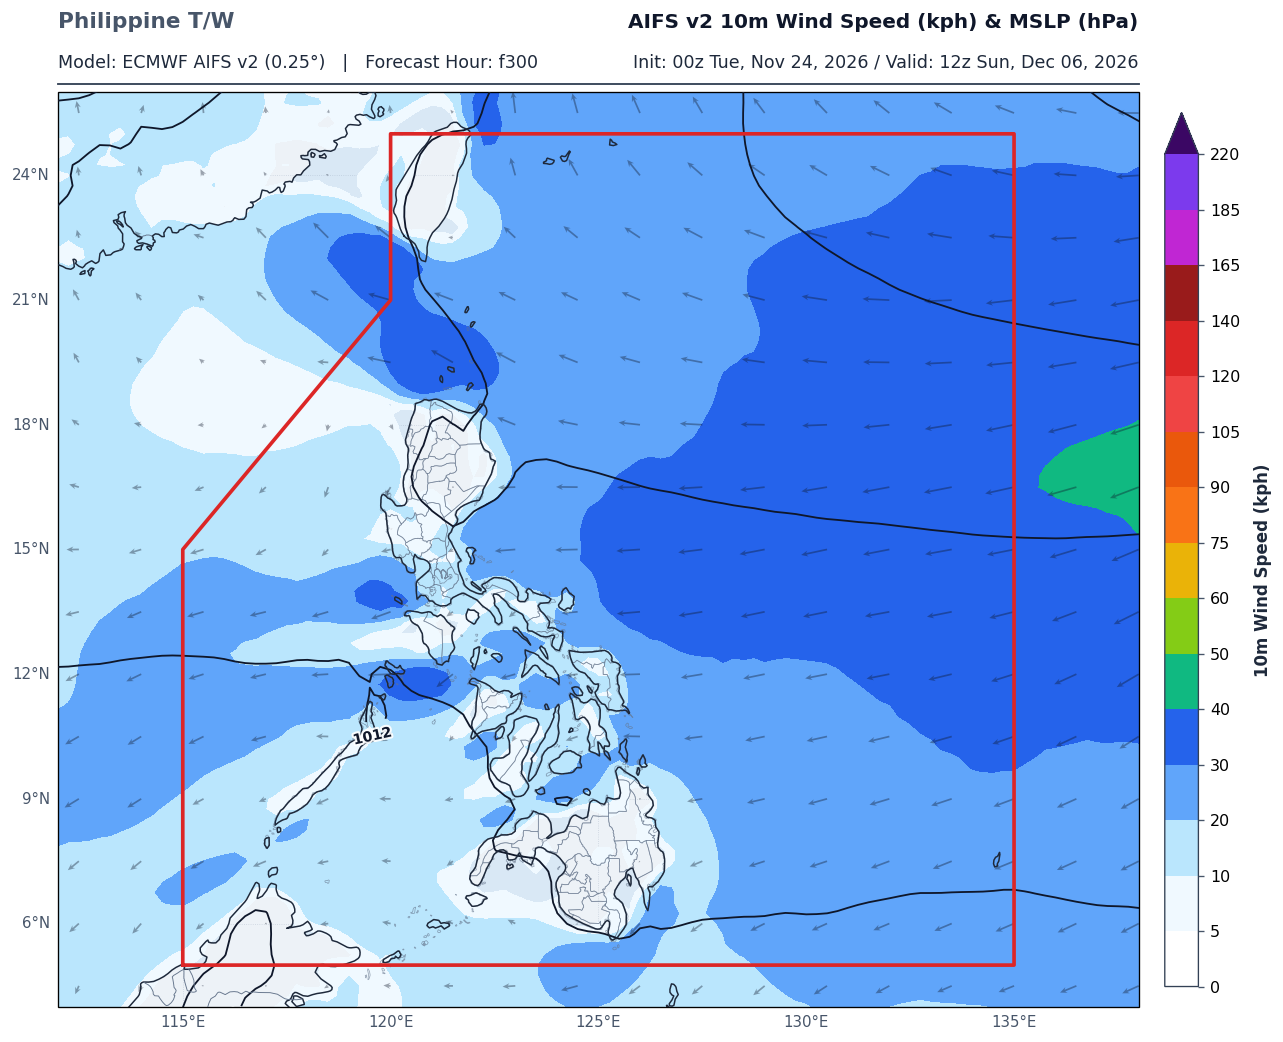 Philippine T/W
AIFS v2 10m Wind Speed (kph) & MSLP (hPa)
Model: ECMWF AIFS v2 (0.25°) | Forecast Hour: f300
Init: 00z Tue, Nov 24, 2026 / Valid: 12z Sun, Dec 06, 2026
24°N
21°N
18°N
15°N
12°N
9°N
6°N
1012
115°E
120°E
125°E
130°E
135°E
220
185
165
140
120
105
90
75
60
50
40
30
20
10
5
0
10m Wind Speed (kph)